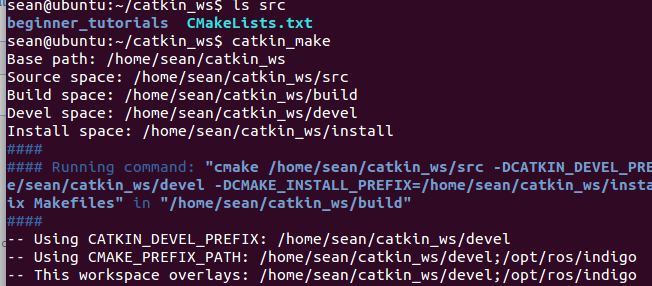 sean@ubuntu:~/catkin_ws$ ls src
beginner_tutorials  CMakeLists.txt
sean@ubuntu:~/catkin_ws$ catkin_make
Base path: /home/sean/catkin_ws
Source space: /home/sean/catkin_ws/src
Build space: /home/sean/catkin_ws/build
Devel space: /home/sean/catkin_ws/devel
Install space: /home/sean/catkin_ws/install
####
#### Running command: "cmake /home/sean/catkin_ws/src -DCATKIN_DEVEL_PRE
e/sean/catkin_ws/devel -DCMAKE_INSTALL_PREFIX=/home/sean/catkin_ws/insta
ix Makefiles" in "/home/sean/catkin_ws/build"
####
-- Using CATKIN_DEVEL_PREFIX: /home/sean/catkin_ws/devel
-- Using CMAKE_PREFIX_PATH: /home/sean/catkin_ws/devel;/opt/ros/indigo
-- This workspace overlays: /home/sean/catkin_ws/devel;/opt/ros/indigo